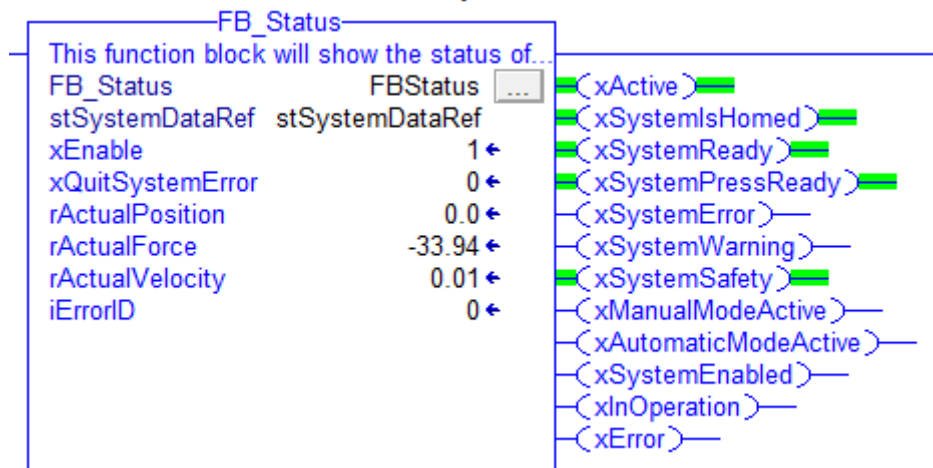 FB_Status
This function block will show the status of...
FB_Status FBStatus ...
stSystemDataRef stSystemDataRef
xEnable 1
xQuitSystemError 0
rActualPosition 0.0
rActualForce -33.94
rActualVelocity 0.01
iErrorID 0
xActive
xSystemIsHomed
xSystemReady
xSystemPressReady
xSystemError
xSystemWarning
xSystemSafety
xManualModeActive
xAutomaticModeActive
xSystemEnabled
xInOperation
xError